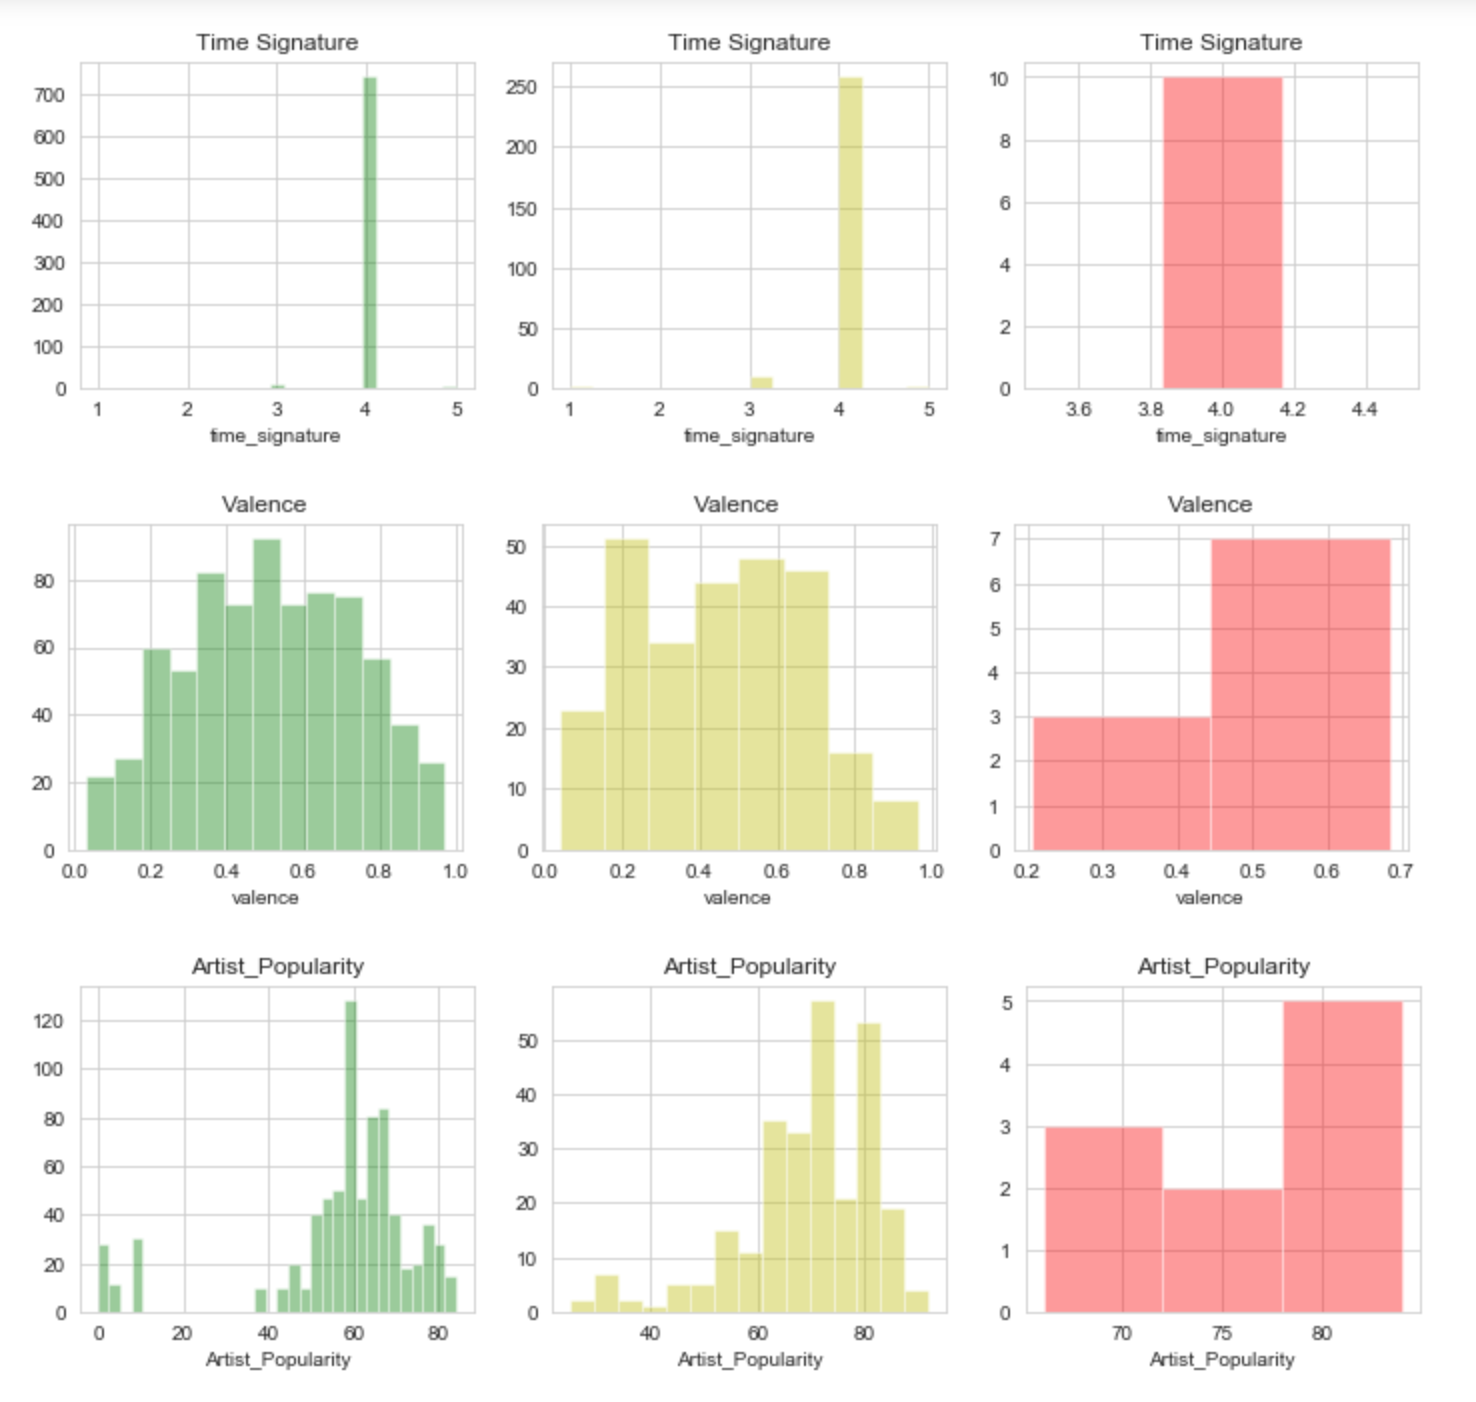 Time Signature Time Signature Time Signature
700 250 10
600 200 8
500 150 6
400 100 4
300 50 2
200 0 0
100
0
1 2 3 4 5 1 2 3 4 5 3.6 3.8 4.0 4.2 4.4
time_signature time_signature time_signature
Valence Valence Valence
80 50 7
60 40 6
40 30 5
20 20 4
0 10 3
0 2
1
0
0.0 0.2 0.4 0.6 0.8 1.0 0.0 0.2 0.4 0.6 0.8 1.0 0.2 0.3 0.4 0.5 0.6 0.7
valence valence valence
Artist_Popularity Artist_Popularity Artist_Popularity
120 50 5
100 40 4
80 30 3
60 20 2
40 10 1
20 0 0
0
0 20 40 60 80 40 60 80 70 75 80
Artist_Popularity Artist_Popularity Artist_Popularity